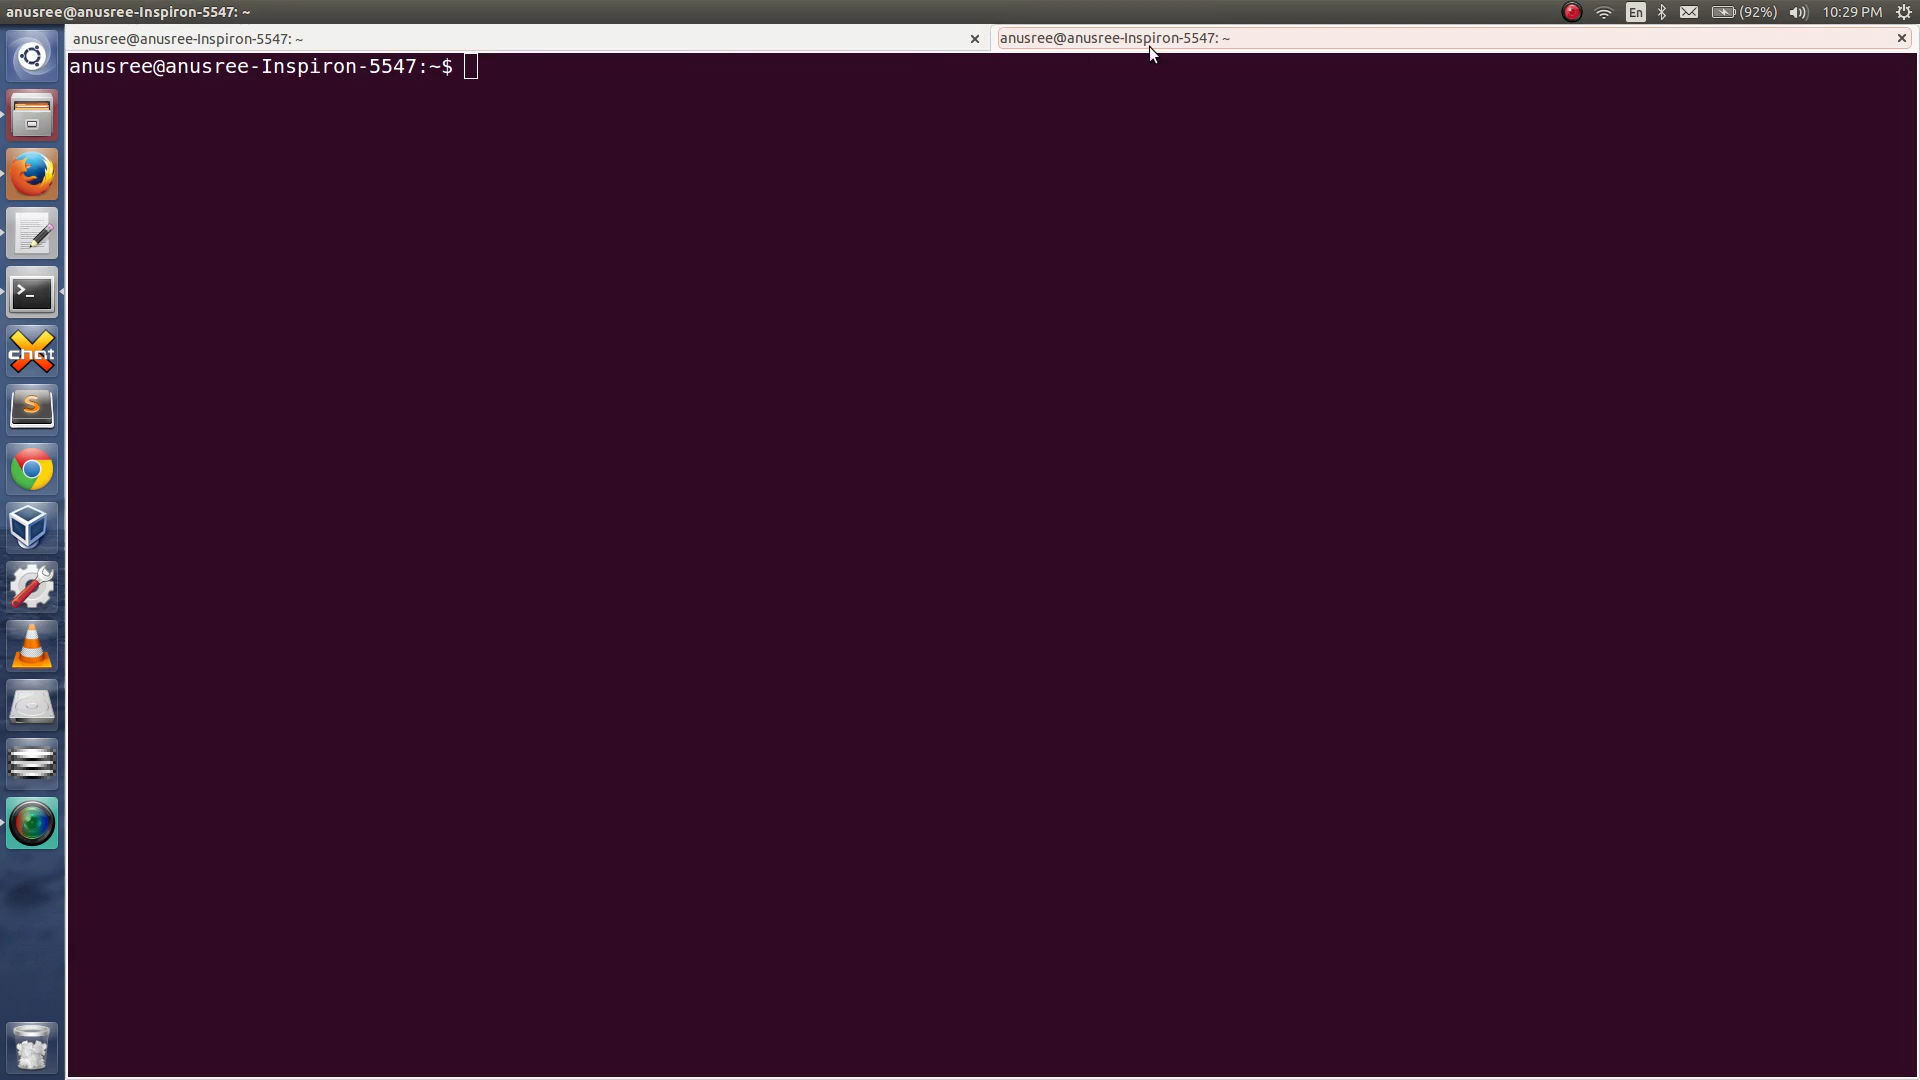 anusree@anusree-Inspiron-5547: ~
En
(92%)
10:29 PM
anusree@anusree-Inspiron-5547: ~
anusree@anusree-Inspiron-5547: ~
anusree@anusree-Inspiron-5547:~$
>_
chat
S